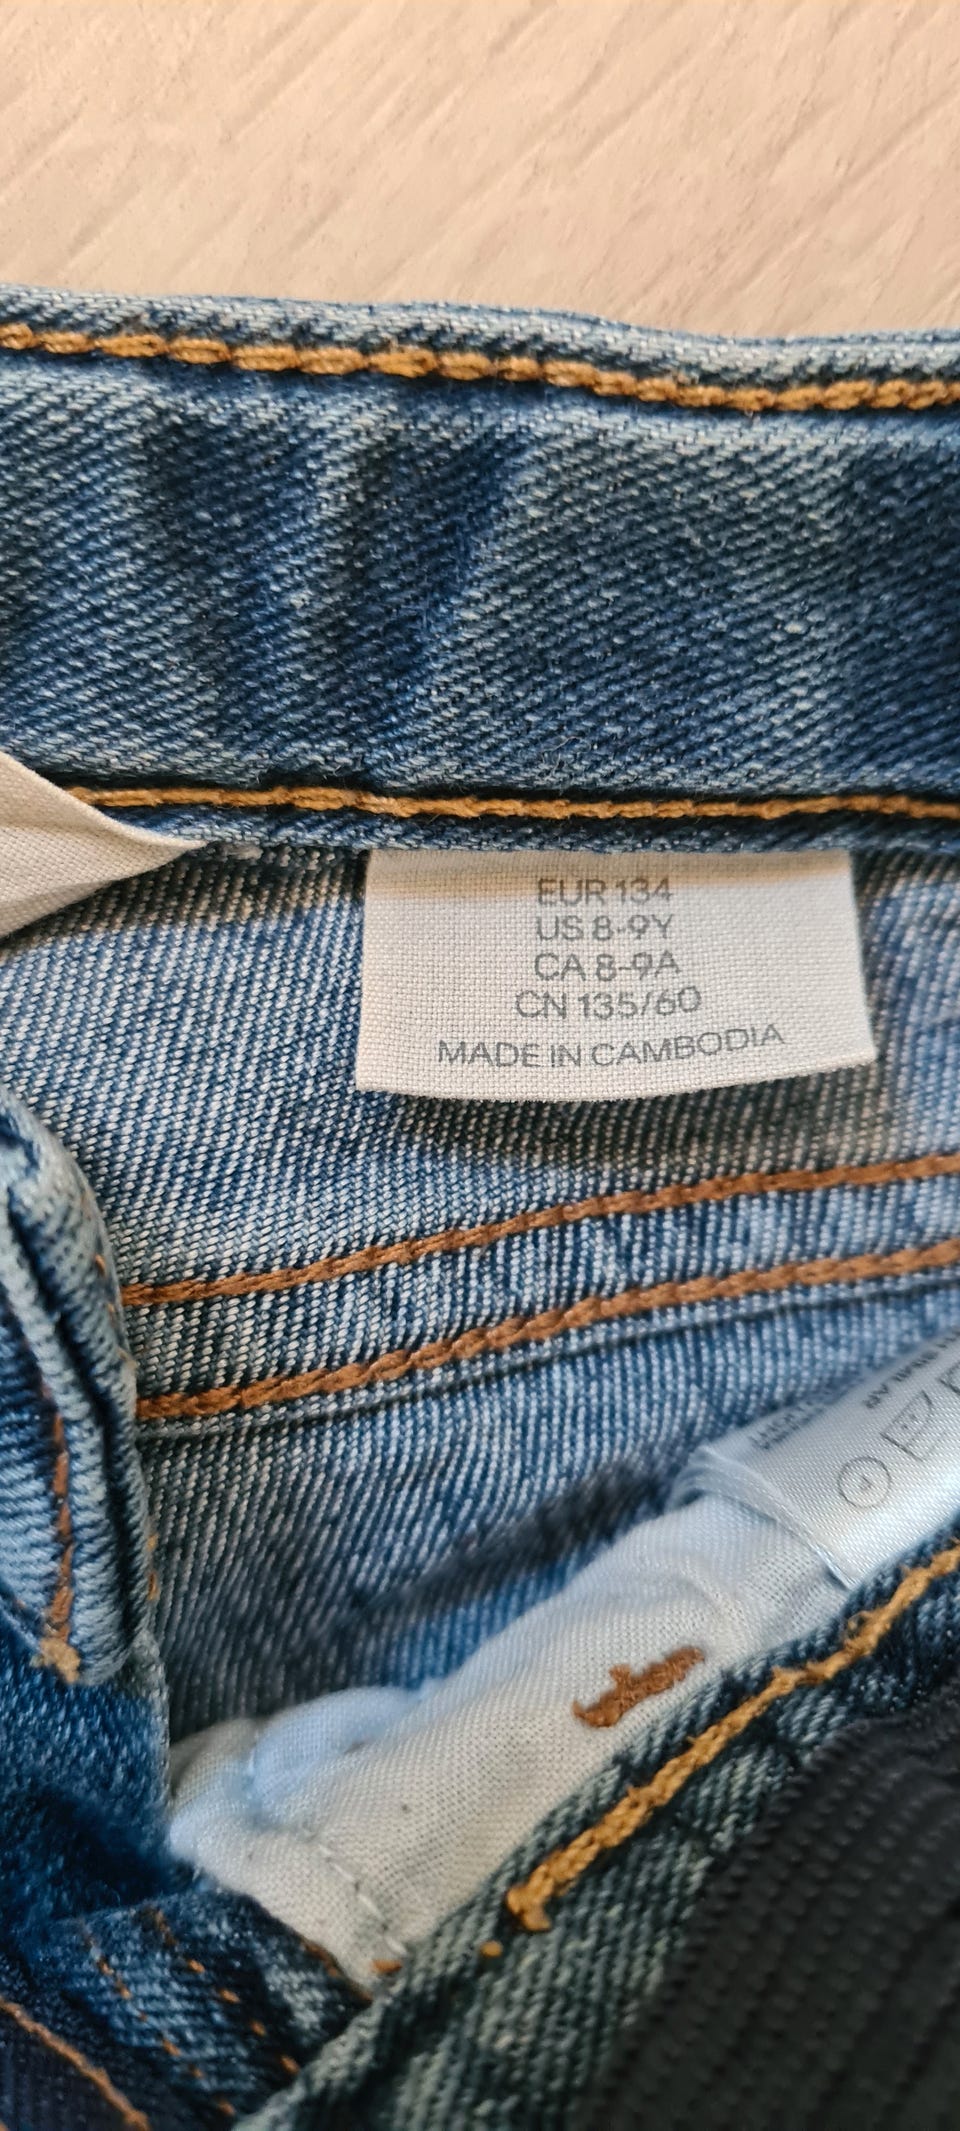 EUR 134
US 8-9Y
CA 8-9A
CN 135/60
MADE IN CAMBODIA